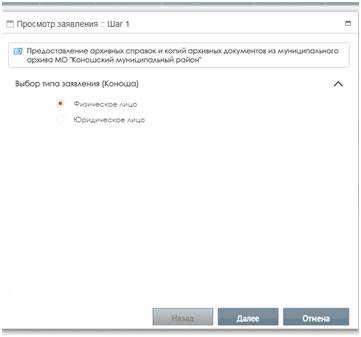 Просмотр заявления :: Шаг 1
Предоставление архивных справок и копий архивных документов из муниципального
архива МО "Коношский муниципальный район"
Выбор типа заявления (Коноша)
Физическое лицо
Юридическое лицо
Назад Далее Отмена